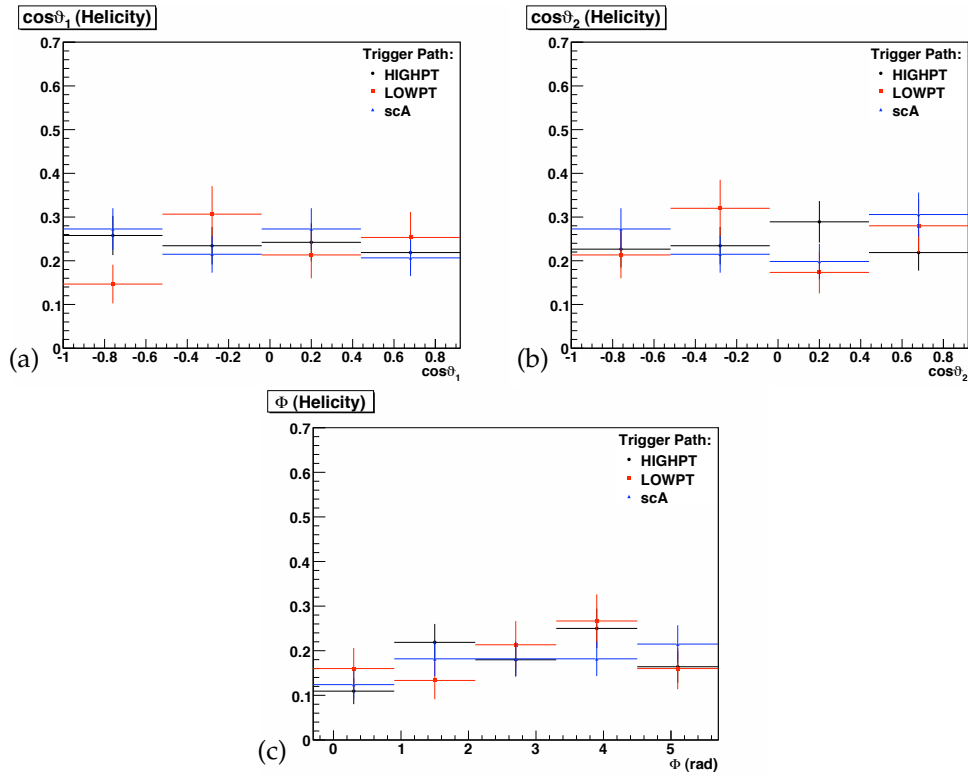 cosϑ1 (Helicity)
0.7
0.6
0.5
0.4
0.3
0.2
0.1
0
-1 -0.8 -0.6 -0.4 -0.2 0 0.2 0.4 0.6 0.8
cosϑ1
Trigger Path:
HIGHPT
LOWPT
scA
(a)
cosϑ2 (Helicity)
0.7
0.6
0.5
0.4
0.3
0.2
0.1
0
-1 -0.8 -0.6 -0.4 -0.2 0 0.2 0.4 0.6 0.8
cosϑ2
Trigger Path:
HIGHPT
LOWPT
scA
(b)
Φ (Helicity)
0.7
0.6
0.5
0.4
0.3
0.2
0.1
0
0 1 2 3 4 5
Φ (rad)
Trigger Path:
HIGHPT
LOWPT
scA
(c)